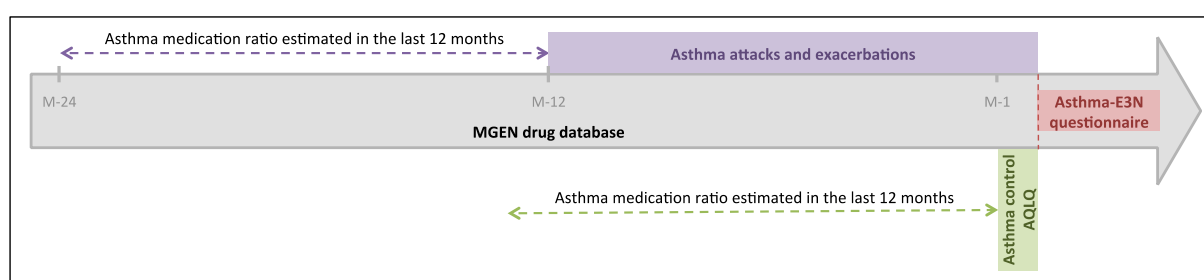 Asthma medication ratio estimated in the last 12 months
Asthma attacks and exacerbations
M-24
M-12
M-1
Asthma-E3N
questionnaire
MGEN drug database
Asthma medication ratio estimated in the last 12 months
Asthma control
AQLQ